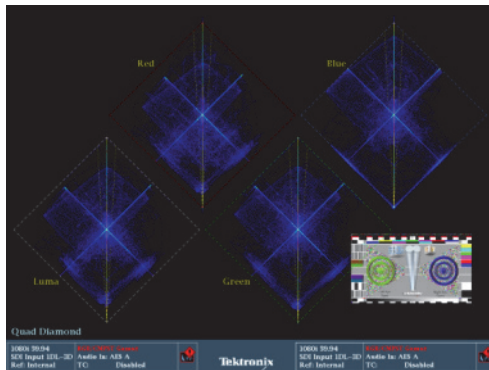 Red
Blue
Luma
Green
Quad Diamond
1080i 59.94
SDI Input 1DL-3D Audio In: AES A
Ref: Internal TC: Disabled
Tektronix
1080i 59.94
SDI Input 1DL-3D Audio In: AES A
Ref: Internal TC: Disabled